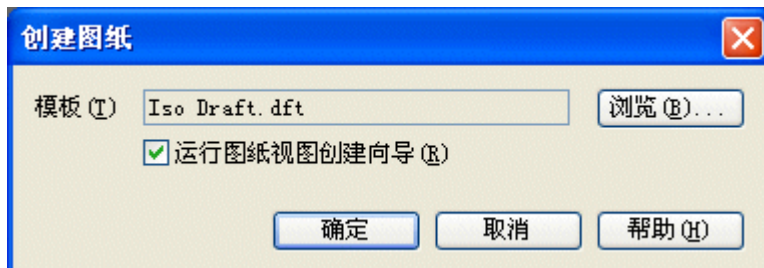 创建图纸
模板(T) Iso Draft.dft 浏览(B)...
运行图纸视图创建向导(R)
确定 取消 帮助(H)